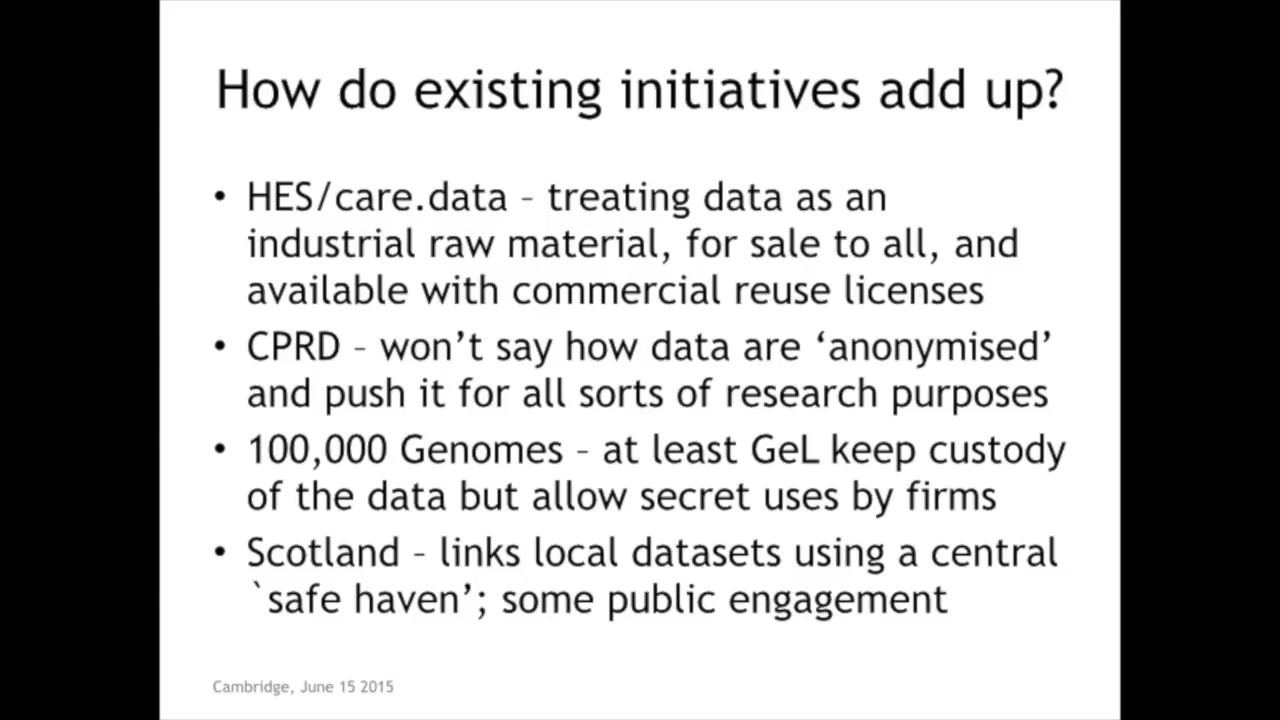 How do existing initiatives add up?
• HES/care.data – treating data as an
industrial raw material, for sale to all, and
available with commercial reuse licenses
• CPRD – won’t say how data are ‘anonymised’
and push it for all sorts of research purposes
• 100,000 Genomes – at least GeL keep custody
of the data but allow secret uses by firms
• Scotland – links local datasets using a central
`safe haven’; some public engagement
Cambridge, June 15 2015